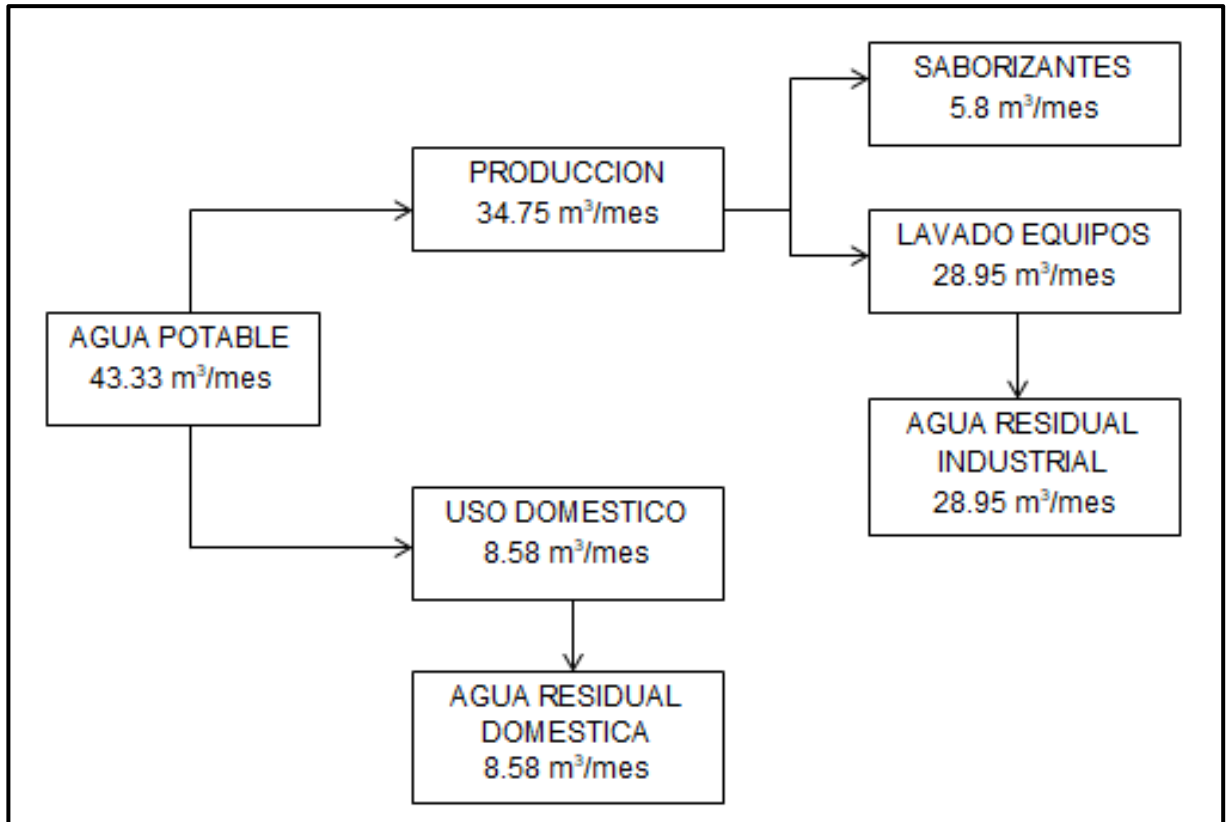 SABORIZANTES
5.8 m³/mes
PRODUCCION
34.75 m³/mes
LAVADO EQUIPOS
28.95 m³/mes
AGUA POTABLE
43.33 m³/mes
AGUA RESIDUAL
INDUSTRIAL
28.95 m³/mes
USO DOMESTICO
8.58 m³/mes
AGUA RESIDUAL
DOMESTICA
8.58 m³/mes